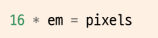 16 * em = pixels